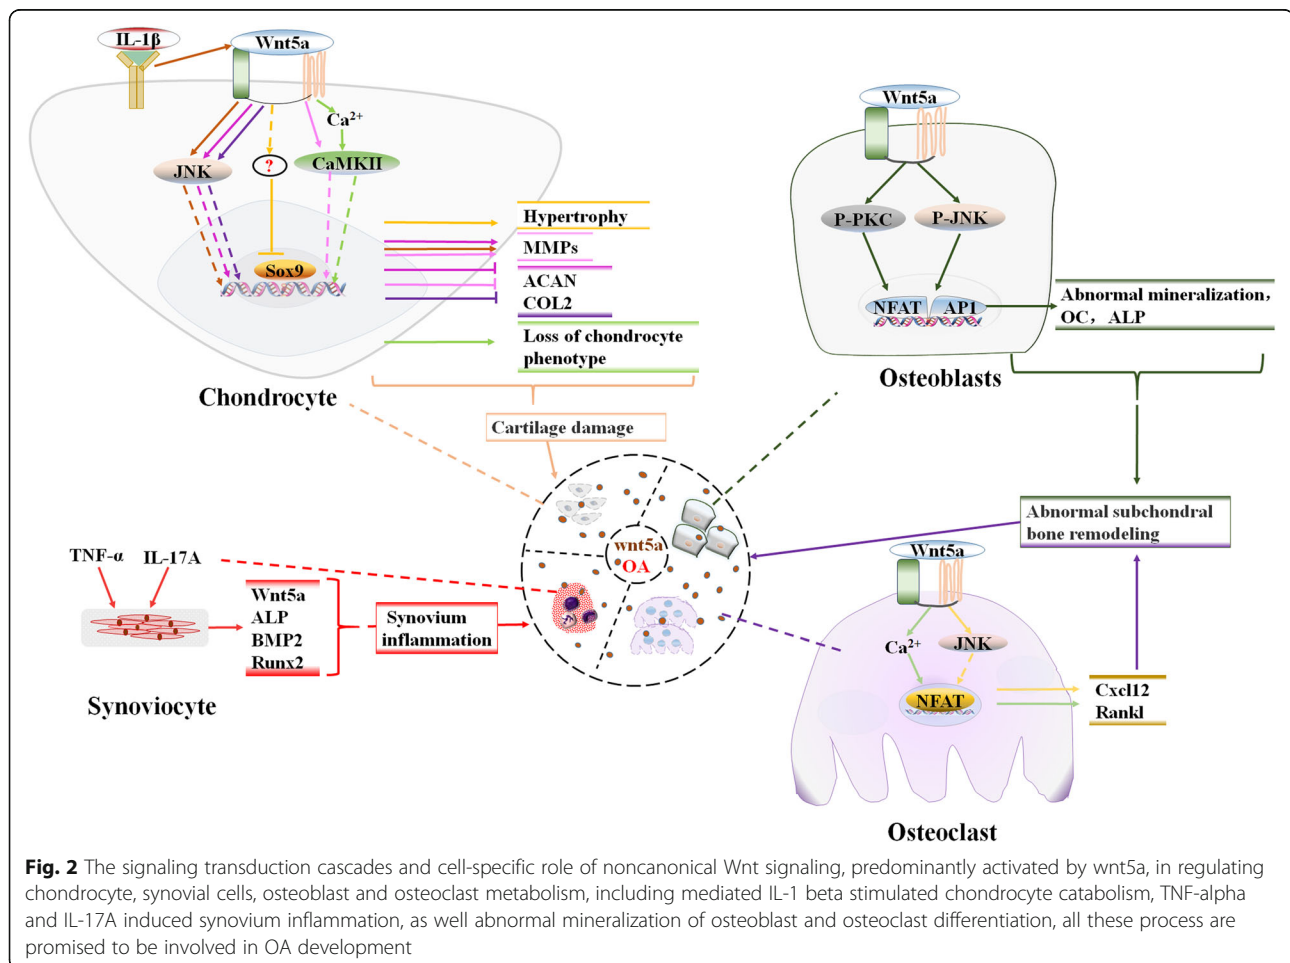 IL-1β
Wnt5a
Ca²⁺
JNK
?
CaMKII
Sox9
Hypertrophy
MMPs
ACAN
COL2
Loss of chondrocyte
phenotype
Chondrocyte
Cartilage damage
Wnt5a
P-PKC
P-JNK
NFAT
AP1
Abnormal mineralization,
OC, ALP
Osteoblasts
wnt5a
OA
TNF-α
IL-17A
Wnt5a
ALP
BMP2
Runx2
Synovium
inflammation
Synoviocyte
Abnormal subchondral
bone remodeling
Wnt5a
Ca²⁺
JNK
NFAT
Cxcl12
Rankl
Osteoclast
Fig. 2 The signaling transduction cascades and cell-specific role of noncanonical Wnt signaling, predominantly activated by wnt5a, in regulating
chondrocyte, synovial cells, osteoblast and osteoclast metabolism, including mediated IL-1 beta stimulated chondrocyte catabolism, TNF-alpha
and IL-17A induced synovium inflammation, as well abnormal mineralization of osteoblast and osteoclast differentiation, all these process are
promised to be involved in OA development